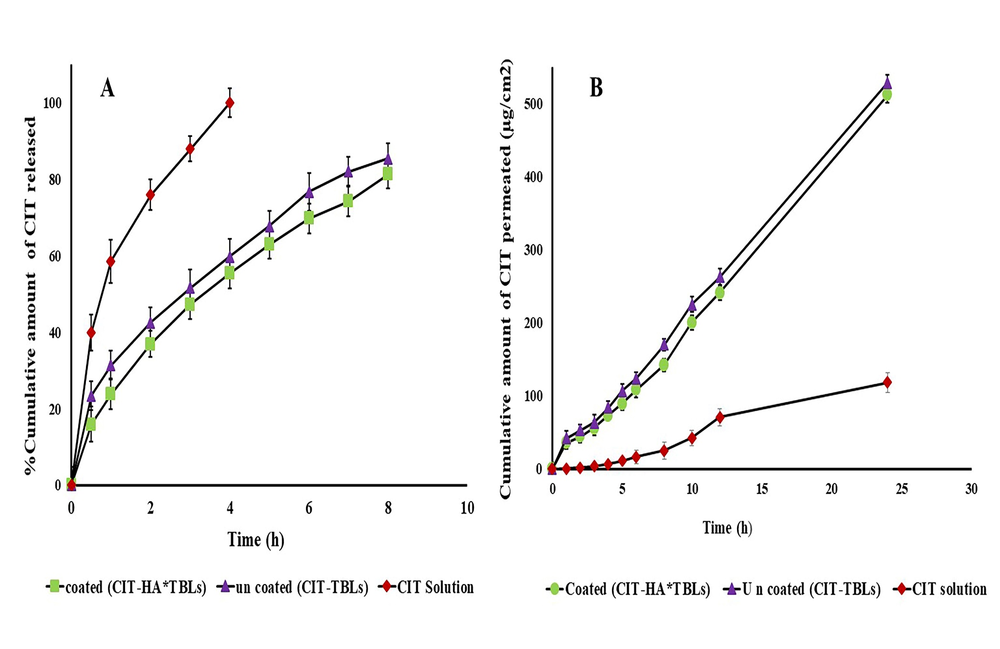 A
%Cumulative amount of CIT released
100
80
60
40
20
0
0 2 4 6 8 10
Time (h)
coated (CIT-HA*TBLs) un coated (CIT-TBLs) CIT Solution
B
Cumulative amount of CIT permeated (µg/cm2)
500
400
300
200
100
0
0 5 10 15 20 25 30
Time (h)
Coated (CIT-HA*TBLs) U n coated (CIT-TBLs) CIT solution